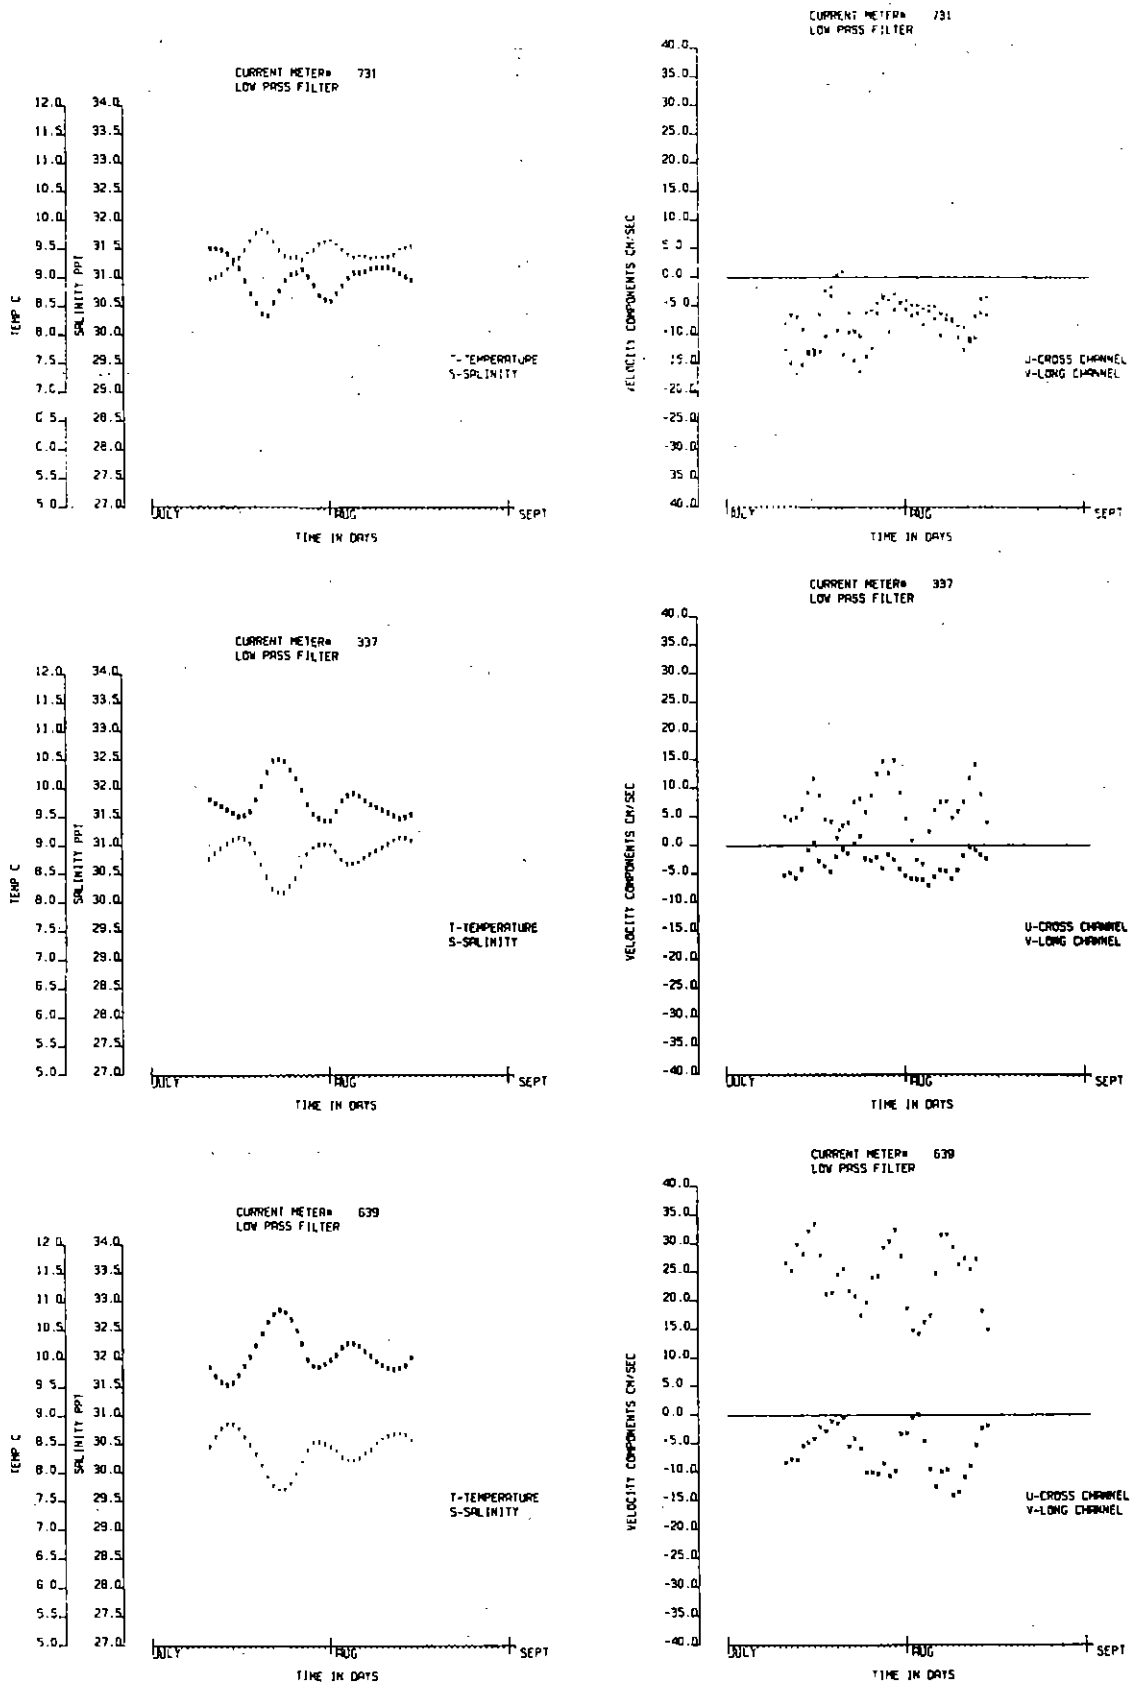 CURRENT METER# 731
LOW PASS FILTER
12.0 34.0
11.5 33.5
11.0 33.0
10.5 32.5
10.0 32.0
9.5 31.5
9.0 31.0
8.5 30.5
8.0 30.0
7.5 29.5
7.0 29.0
6.5 28.5
6.0 28.0
5.5 27.5
5.0 27.0
TEMP C
SALINITY PPT
T-TEMPERATURE
S-SALINITY
JULY AUG SEPT
TIME IN DAYS
CURRENT METER# 731
LOW PASS FILTER
40.0
35.0
30.0
25.0
20.0
15.0
10.0
5.0
0.0
-5.0
-10.0
15.0
-20.0
-25.0
-30.0
35.0
40.0
VELOCITY COMPONENTS CM/SEC
U-CROSS CHANNEL
V-LONG CHANNEL
JULY AUG SEPT
TIME IN DAYS
CURRENT METER# 337
LOW PASS FILTER
12.0 34.0
11.5 33.5
11.0 33.0
10.5 32.5
10.0 32.0
9.5 31.5
9.0 31.0
8.5 30.5
8.0 30.0
7.5 29.5
7.0 29.0
6.5 28.5
6.0 28.0
5.5 27.5
5.0 27.0
TEMP C
SALINITY PPT
T-TEMPERATURE
S-SALINITY
JULY AUG SEPT
TIME IN DAYS
CURRENT METER# 337
LOW PASS FILTER
40.0
35.0
30.0
25.0
20.0
15.0
10.0
5.0
0.0
-5.0
-10.0
-15.0
-20.0
-25.0
-30.0
-35.0
-40.0
VELOCITY COMPONENTS CM/SEC
U-CROSS CHANNEL
V-LONG CHANNEL
JULY AUG SEPT
TIME IN DAYS
CURRENT METER# 639
LOW PASS FILTER
12.0 34.0
11.5 33.5
11.0 33.0
10.5 32.5
10.0 32.0
9.5 31.5
9.0 31.0
8.5 30.5
8.0 30.0
7.5 29.5
7.0 29.0
6.5 28.5
6.0 28.0
5.5 27.5
5.0 27.0
TEMP C
SALINITY PPT
T-TEMPERATURE
S-SALINITY
JULY AUG SEPT
TIME IN DAYS
CURRENT METER# 639
LOW PASS FILTER
40.0
35.0
30.0
25.0
20.0
15.0
10.0
5.0
0.0
-5.0
-10.0
-15.0
-20.0
-25.0
-30.0
-35.0
-40.0
VELOCITY COMPONENTS CM/SEC
U-CROSS CHANNEL
V-LONG CHANNEL
JULY AUG SEPT
TIME IN DAYS